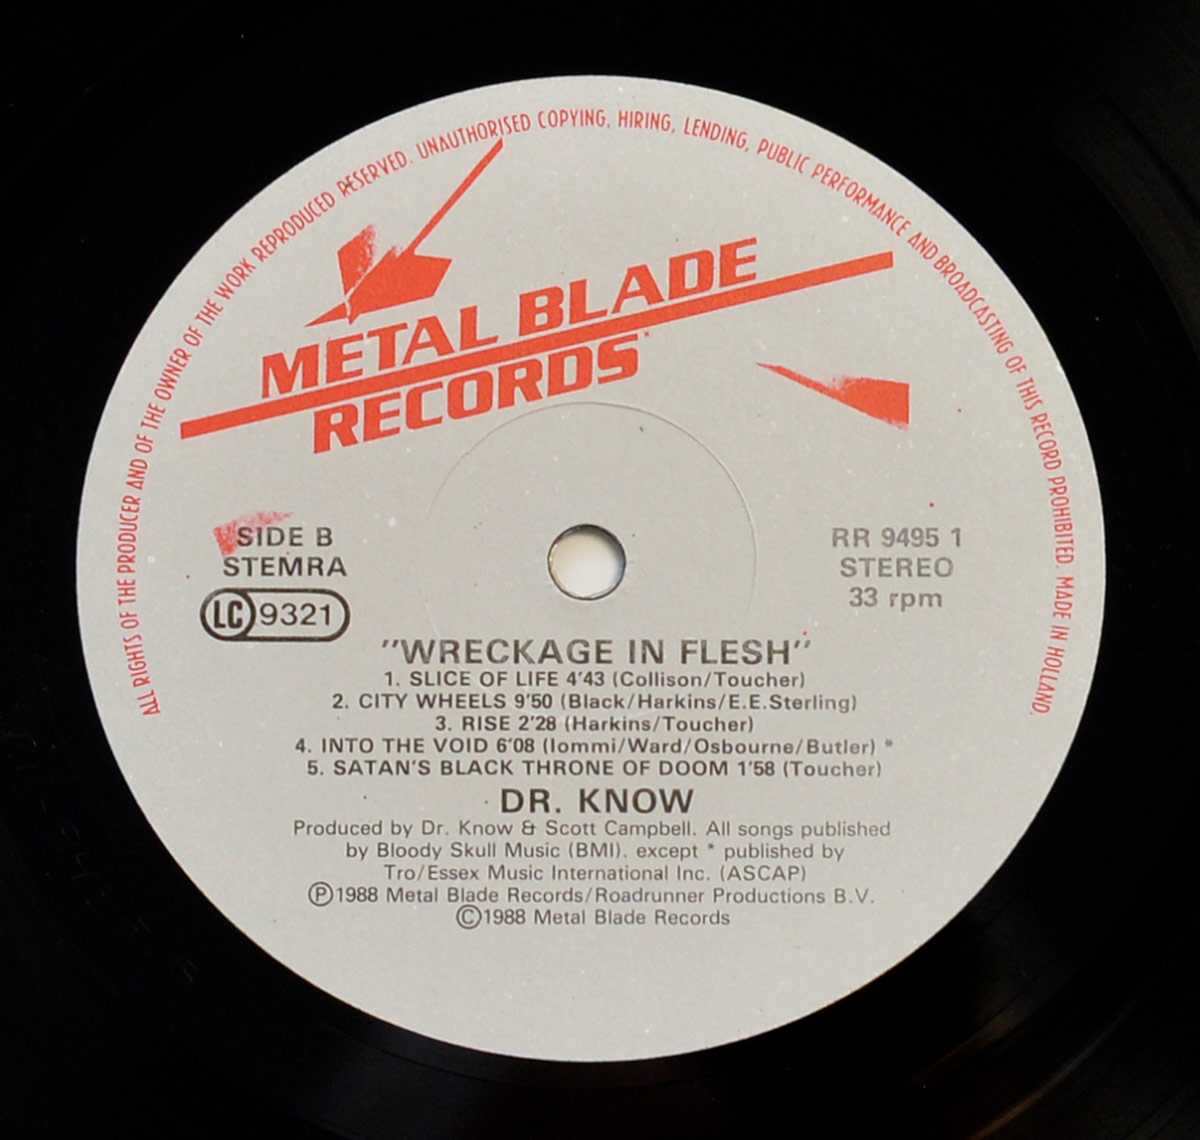 ALL RIGHTS OF THE PRODUCER AND OF THE OWNER OF THE WORK REPRODUCED RESERVED. UNAUTHORISED COPYING, HIRING, LENDING, PUBLIC PERFORMANCE AND BROADCASTING OF THIS RECORD PROHIBITED. MADE IN HOLLAND.
METAL BLADE
RECORDS
SIDE B
STEMRA
LC 9321
RR 9495 1
STEREO
33 rpm
"WRECKAGE IN FLESH"
1. SLICE OF LIFE 4'43 (Collison/Toucher)
2. CITY WHEELS 9'50 (Black/Harkins/E.E.Sterling)
3. RISE 2'28 (Harkins/Toucher)
4. INTO THE VOID 6'08 (Iommi/Ward/Osbourne/Butler) *
5. SATAN'S BLACK THRONE OF DOOM 1'58 (Toucher)
DR. KNOW
Produced by Dr. Know & Scott Campbell. All songs published
by Bloody Skull Music (BMI). except * published by
Tro/Essex Music International Inc. (ASCAP)
Ⓟ1988 Metal Blade Records/Roadrunner Productions B.V.
©1988 Metal Blade Records